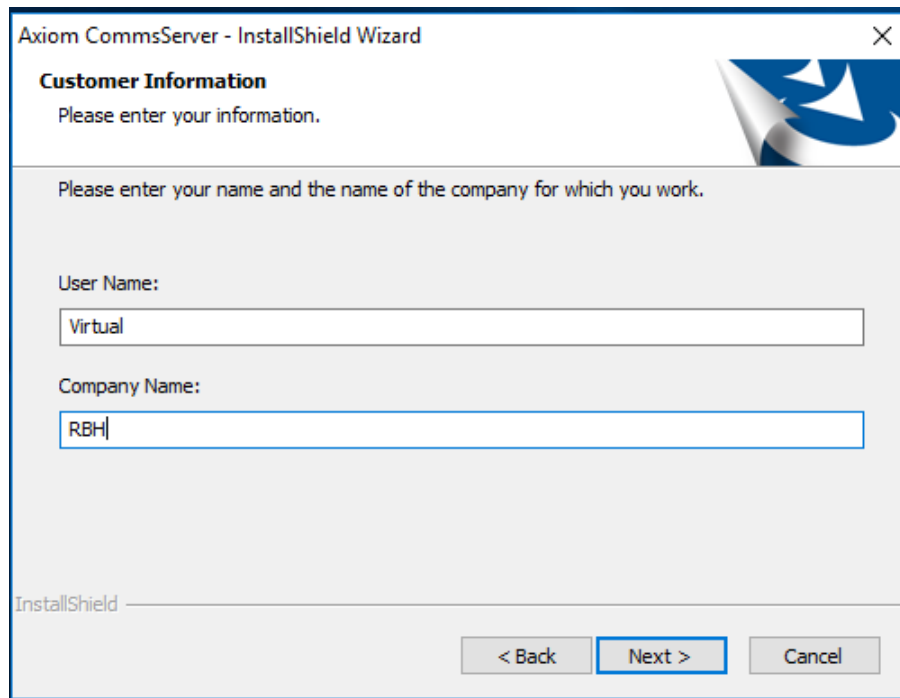 Axiom CommsServer - InstallShield Wizard
Customer Information
Please enter your information.
Please enter your name and the name of the company for which you work.
User Name:
Virtual
Company Name:
RBH
InstallShield
< Back
Next >
Cancel